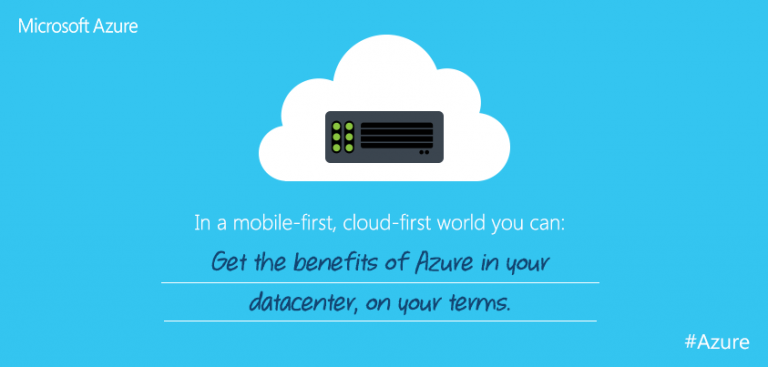 Microsoft Azure
In a mobile-first, cloud-first world you can:
Get the benefits of Azure in your
datacenter, on your terms.
#Azure